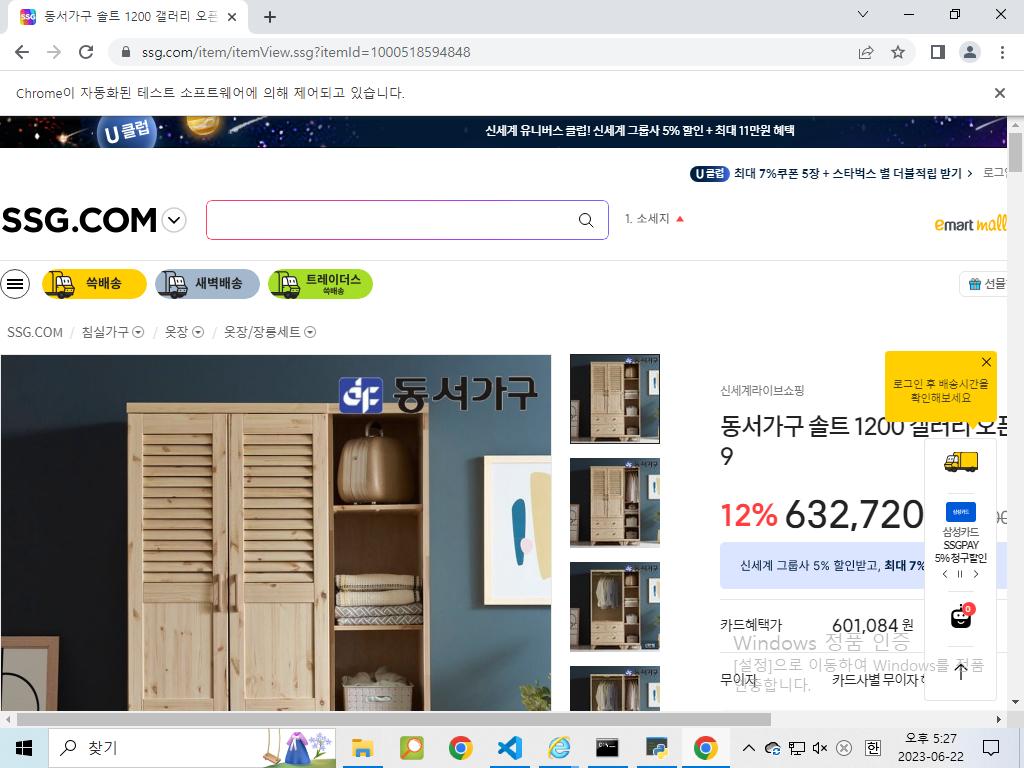 동서가구 솔트 1200 갤러리 오픈
ssg.com/item/itemView.ssg?itemId=1000518594848
Chrome이 자동화된 테스트 소프트웨어에 의해 제어되고 있습니다.
U클럽 신세계 유니버스 클럽! 신세계 그룹사 5% 할인 + 최대 11만원 혜택
U클럽 최대 7%쿠폰 5장 + 스타벅스 별 더블적립 받기 > 로그인
SSG.COM
1. 소세지
emart mall
쓱배송
새벽배송
트레이더스
쓱배송
선물
SSG.COM / 침실가구 / 옷장 / 옷장/장롱세트
동서가구
신세계라이브쇼핑
로그인 후 배송시간을
확인해보세요
동서가구 솔트 1200 갤러리 오픈
9
12% 632,720
신세계 그룹사 5% 할인받고, 최대 7%
삼성카드
삼성카드
SSGPAY
5% 청구할인
0
카드혜택가 601,084 원
무이자 카드사별 무이자
Windows 정품 인증
[설정]으로 이동하여 Windows를 정품
인증합니다.
찾기
한
오후 5:27
2023-06-22